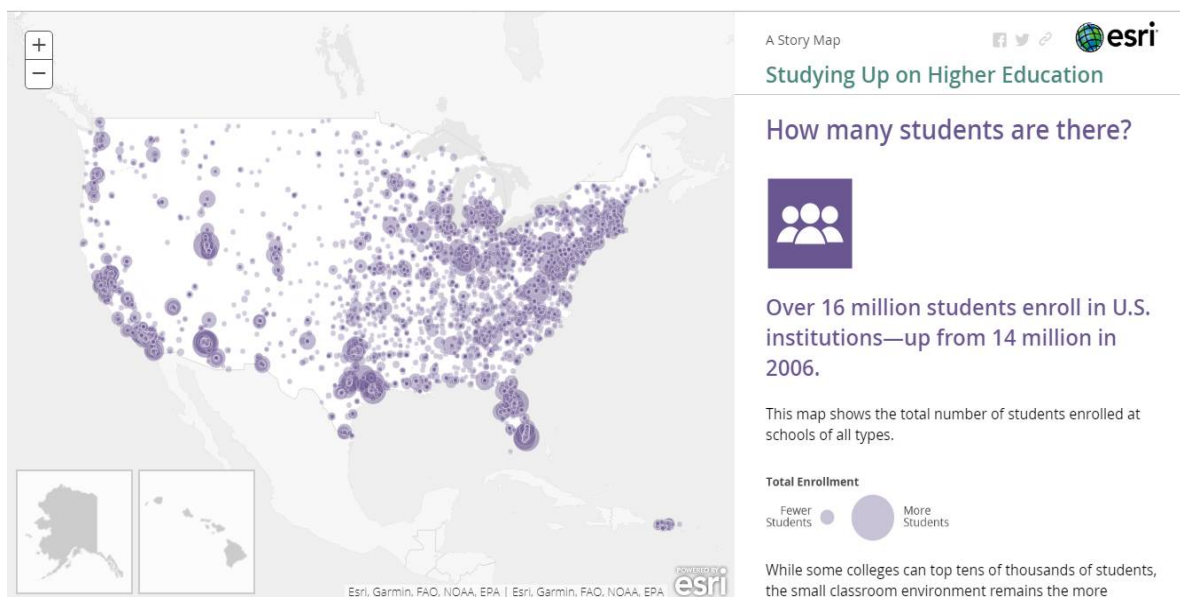 +
−
A Story Map
esri
Studying Up on Higher Education
How many students are there?
Over 16 million students enroll in U.S.
institutions—up from 14 million in
2006.
This map shows the total number of students enrolled at
schools of all types.
Total Enrollment
Fewer
Students
More
Students
While some colleges can top tens of thousands of students,
the small classroom environment remains the more
Esri, Garmin, FAO, NOAA, EPA | Esri, Garmin, FAO, NOAA, EPA
POWERED BY
esri